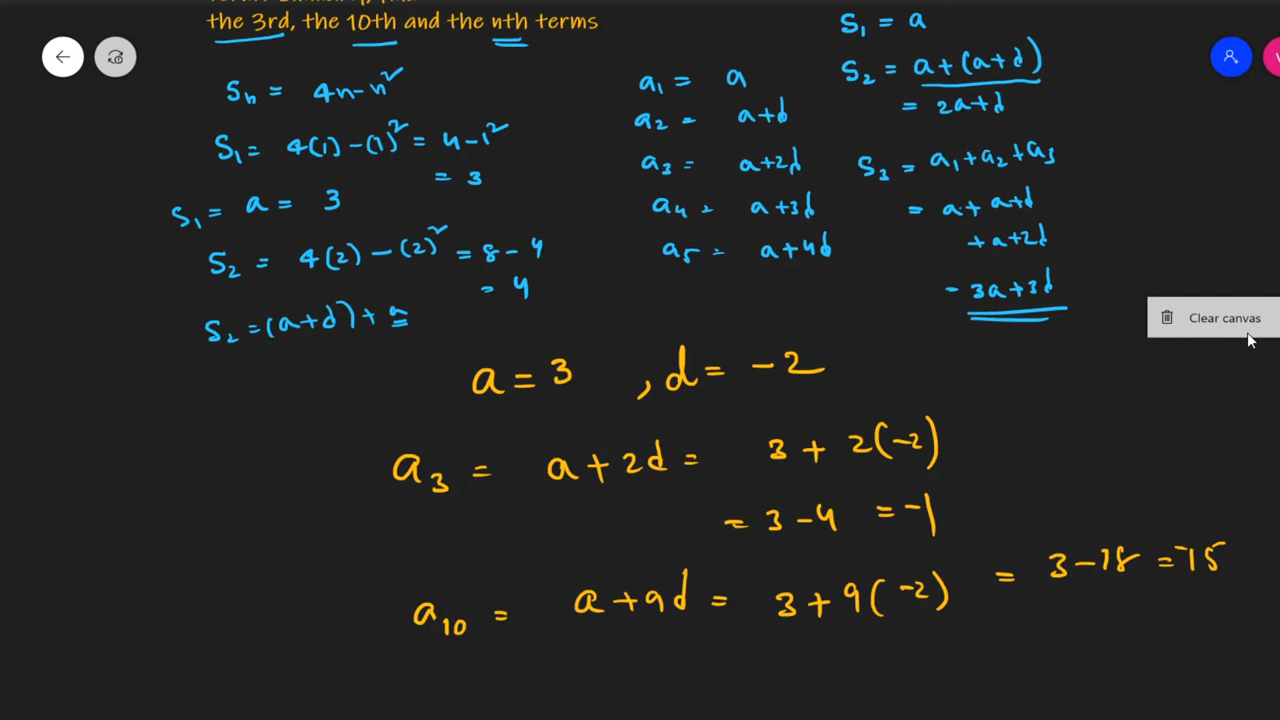 the 3rd, the 10th and the nth terms
Sn = 4n-n²
S₁ = 4(1) -(1)² = 4-1²
= 3
S₁ = a = 3
S₂ = 4(2) -(2)² = 8-4
= 4
S₂ =(a+d)+ a
a₁ = a
a₂ = a+d
a₃ = a+2d
a₄ = a+3d
a₅ = a+4d
S₁ = a
S₂ = a+(a+d)
= 2a+d
S₃ = a₁+a₂+a₃
= a+ a+d
+a+2d
= 3a+3d
Clear canvas
a = 3 , d = -2
a₃ = a+2d = 3 + 2(-2)
= 3-4 = -1
a₁₀ = a+9d = 3+9(-2) = 3-18 = -15